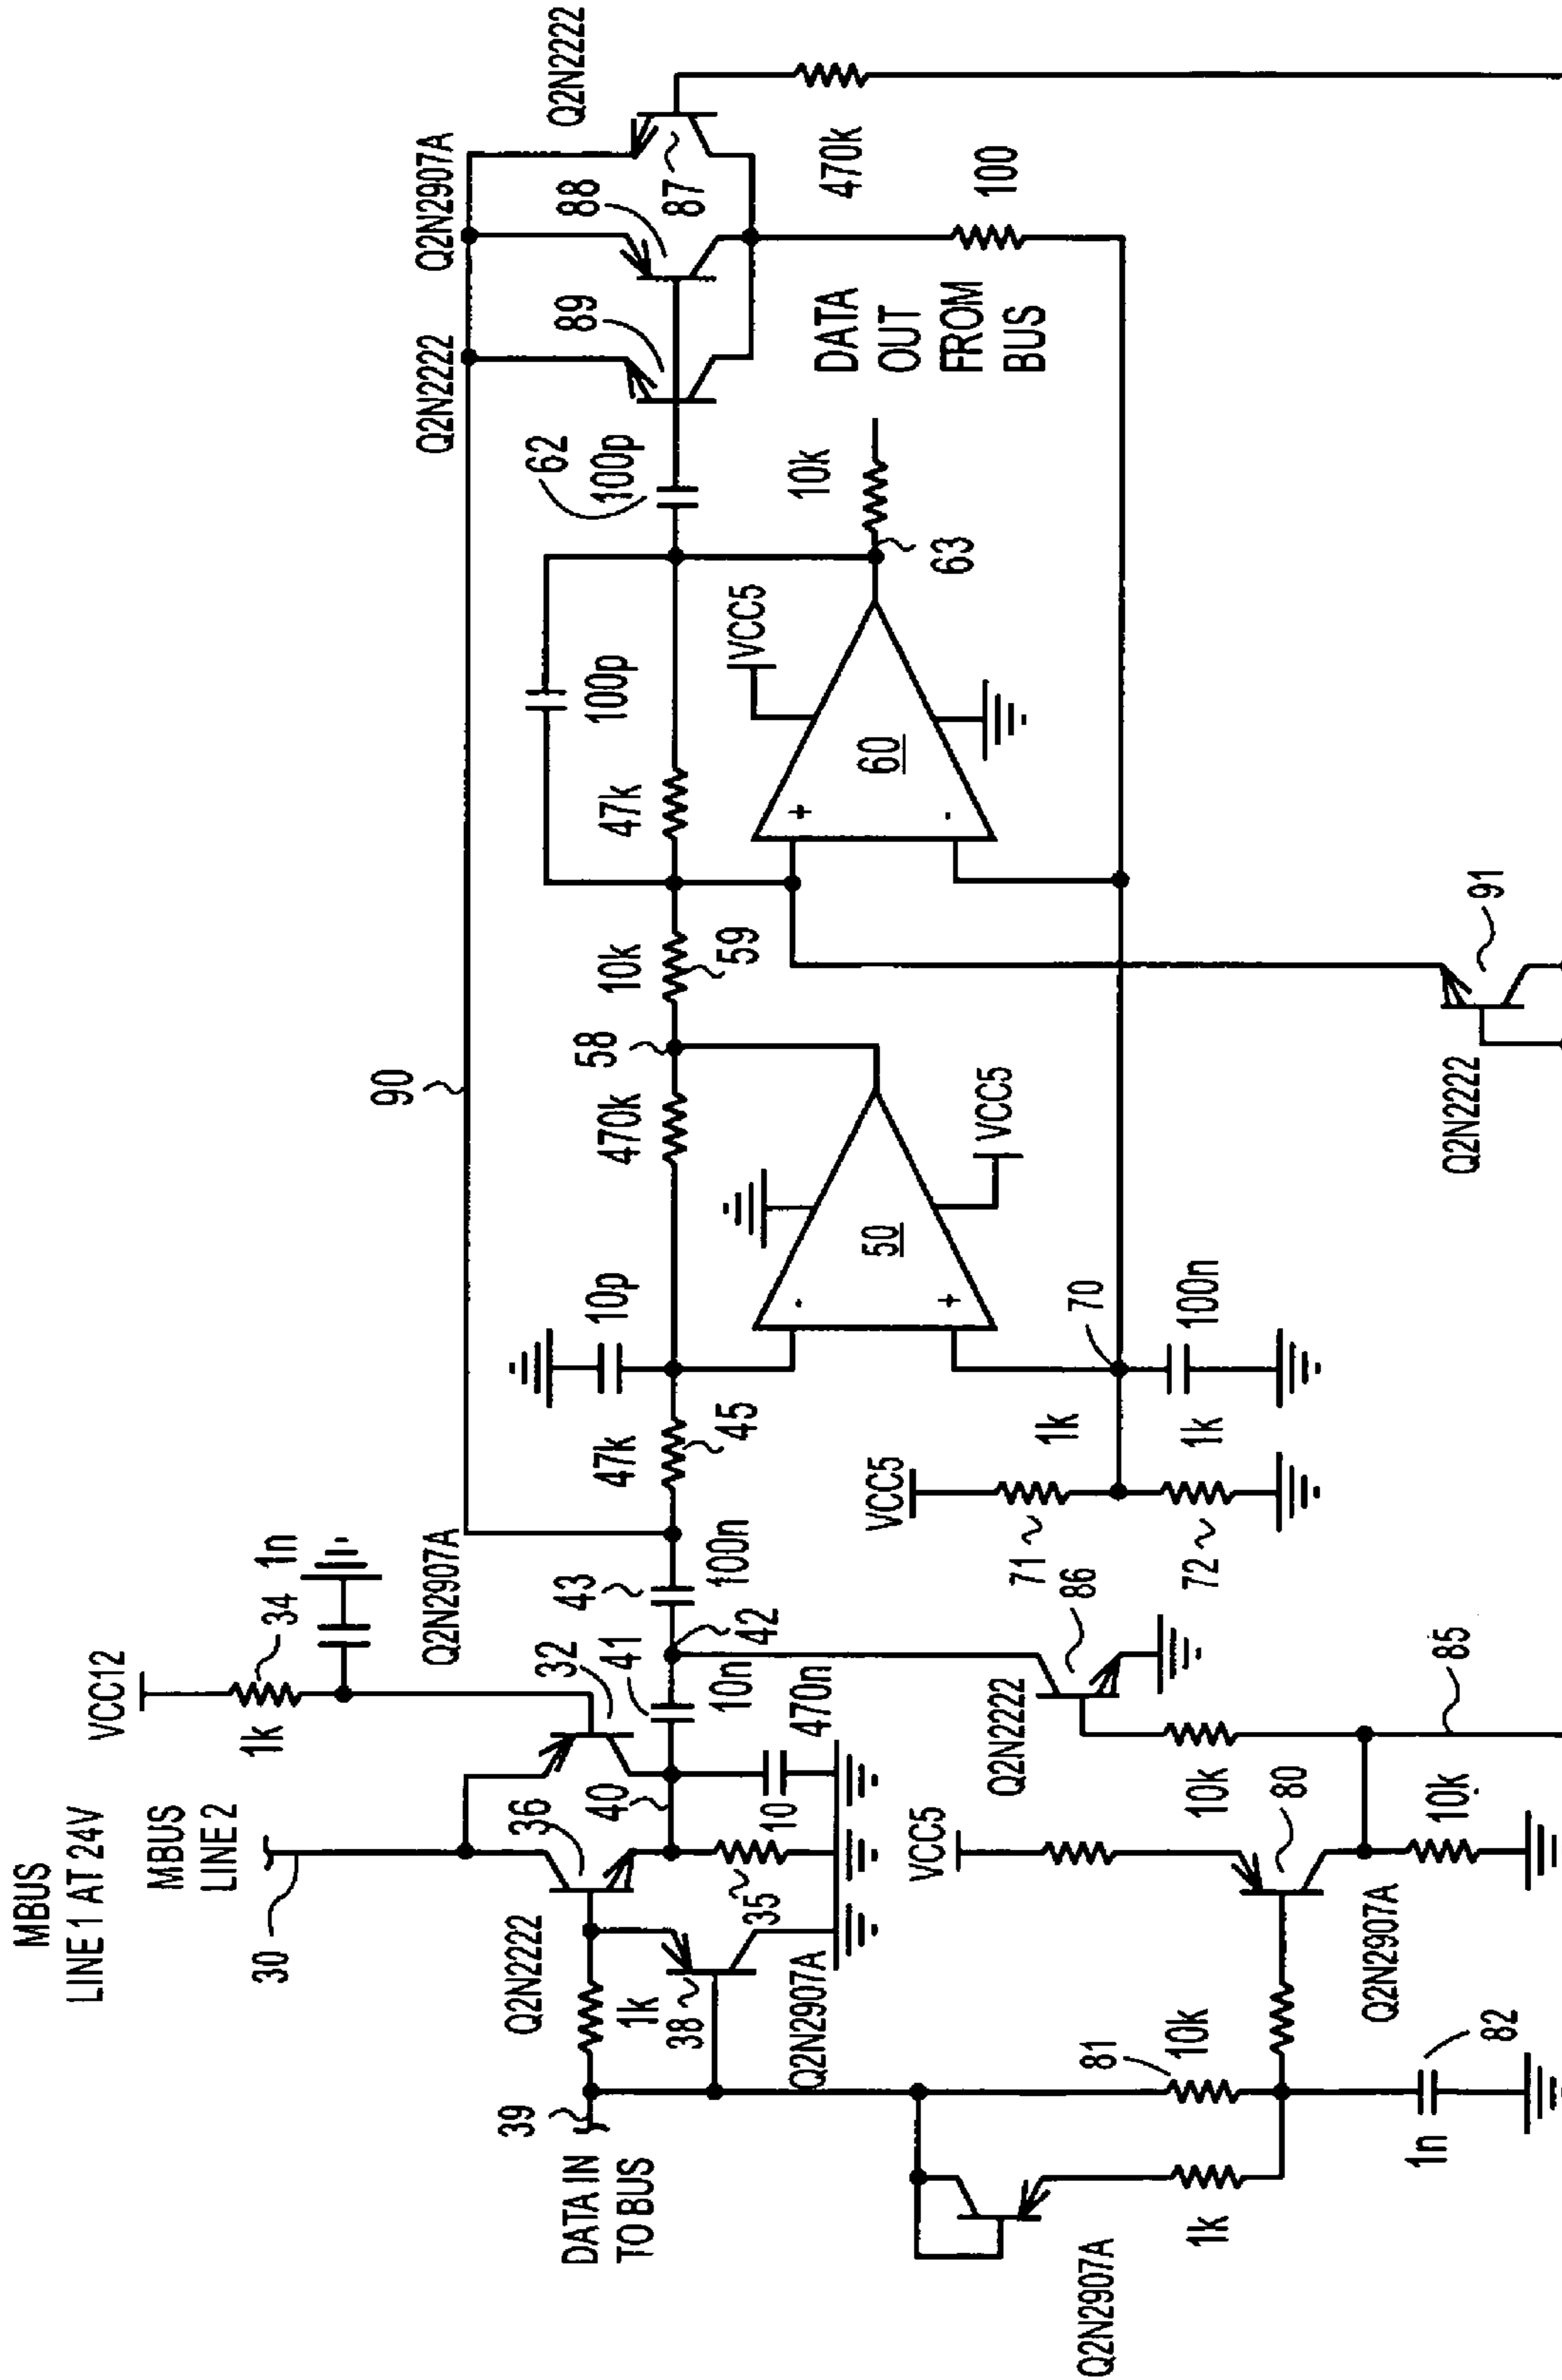 MBUS
LINE 1 AT 24V
MBUS
LINE 2
30
VCC12
1k
34
1n
Q2N2907A
32
36
Q2N2222
40
41
10n
42
43
100n
470n
10
35
1k
38
Q2N2907A
39
DATA IN
TO BUS
90
47k
45
10p
470k
58
10k
59
47k
100p
50
VCC5
60
VCC5
63
10k
62
100p
Q2N2222
89
Q2N2907A
88
Q2N2222
87
470k
100
DATA
OUT
FROM
BUS
VCC5
71
1k
72
1k
70
100n
86
Q2N2222
10k
85
VCC5
80
10k
Q2N2907A
81
10k
82
1n
1k
Q2N2907A
Q2N2222
91